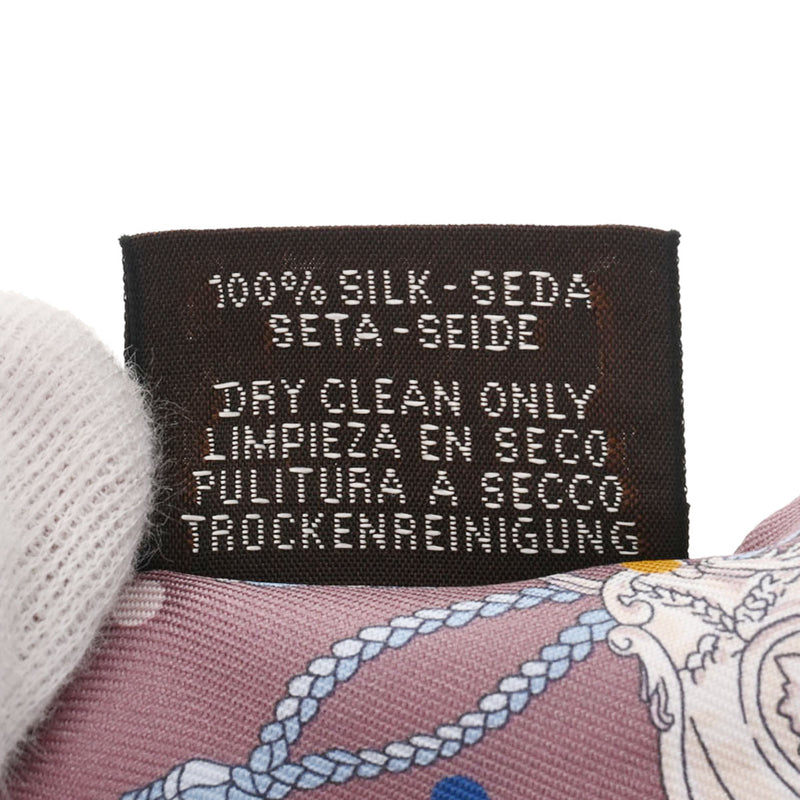 100% SILK - SEDA
SETA - SEIDE
DRY CLEAN ONLY
LIMPIEZA EN SECO
PULITURA A SECCO
TROCKENREINIGUNG